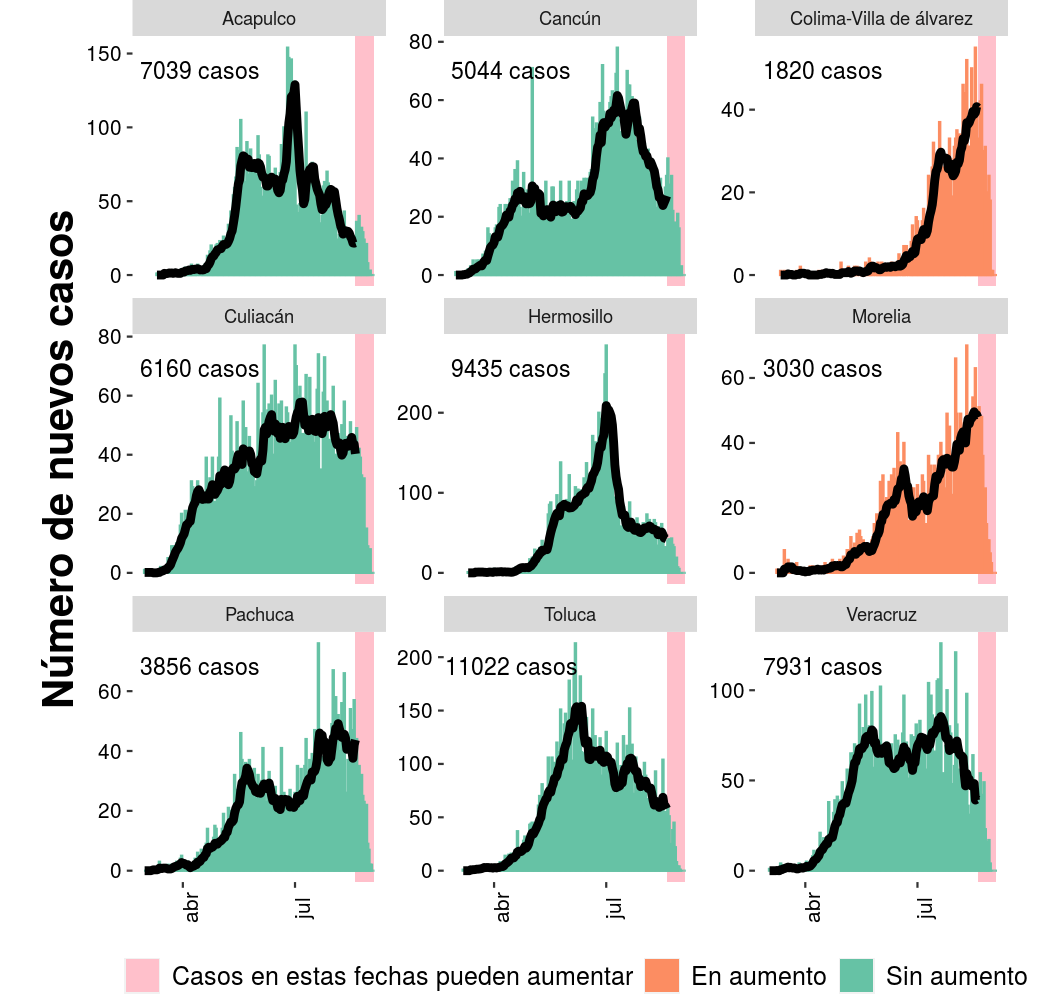 Número de nuevos casos
Acapulco
Cancún
Colima-Villa de álvarez
150
100
50
0
7039 casos
80
60
40
20
0
5044 casos
40
20
0
1820 casos
Culiacán
Hermosillo
Morelia
80
60
40
20
0
6160 casos
200
100
0
9435 casos
60
40
20
0
3030 casos
Pachuca
Toluca
Veracruz
60
40
20
0
3856 casos
200
150
100
50
0
11022 casos
100
50
0
7931 casos
abr
jul
abr
jul
abr
jul
Casos en estas fechas pueden aumentar
En aumento
Sin aumento